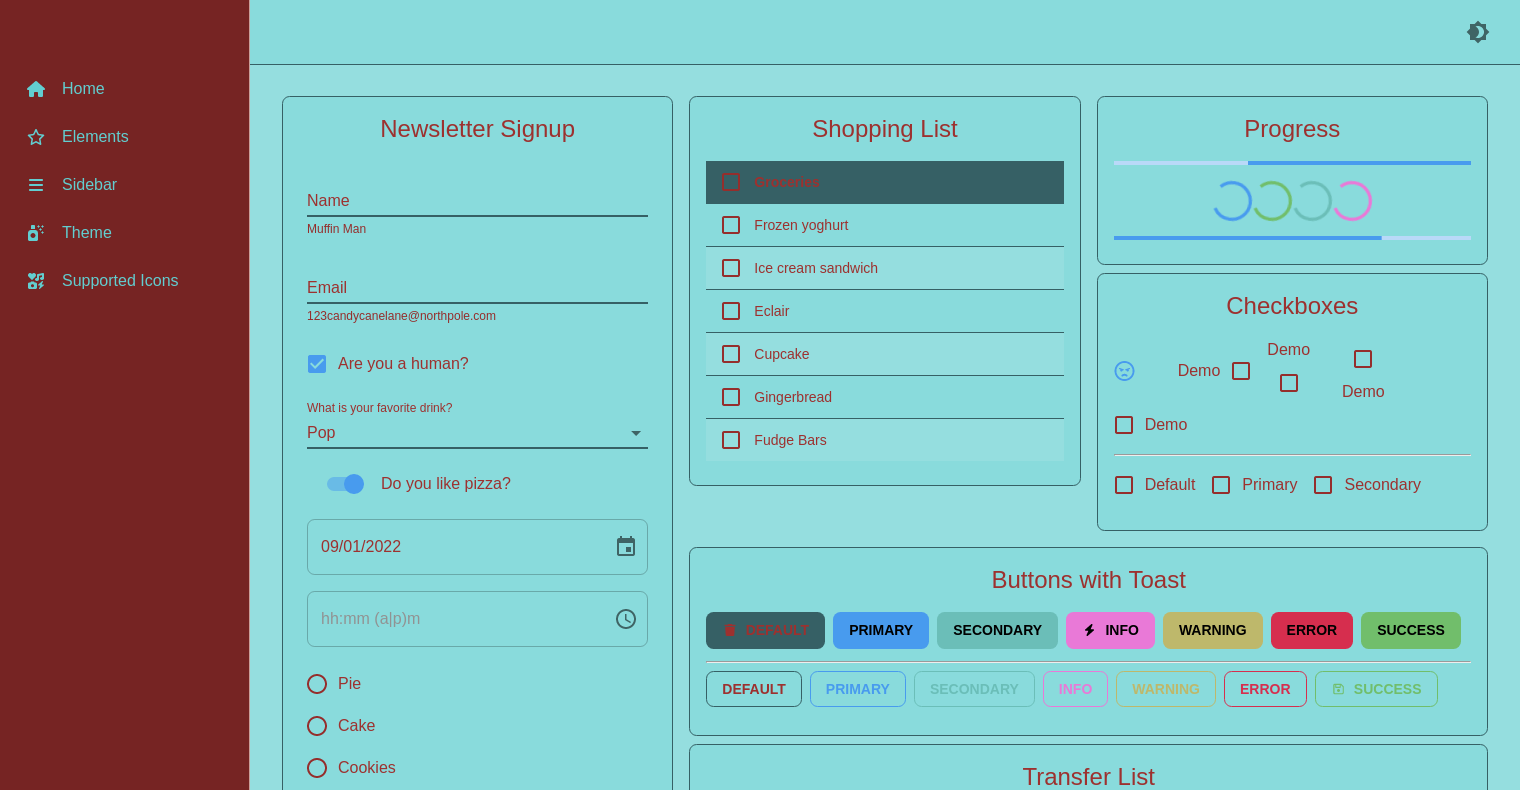 Home
Elements
Sidebar
Theme
Supported Icons
Newsletter Signup
Name
Muffin Man
Email
123candycanelane@northpole.com
Are you a human?
What is your favorite drink?
Pop
Do you like pizza?
09/01/2022
hh:mm (a|p)m
Pie
Cake
Cookies
Shopping List
Groceries
Frozen yoghurt
Ice cream sandwich
Eclair
Cupcake
Gingerbread
Fudge Bars
Progress
Checkboxes
Demo
Demo
Demo
Demo
Default Primary Secondary
Buttons with Toast
DEFAULT PRIMARY SECONDARY INFO WARNING ERROR SUCCESS
DEFAULT PRIMARY SECONDARY INFO WARNING ERROR SUCCESS
Transfer List